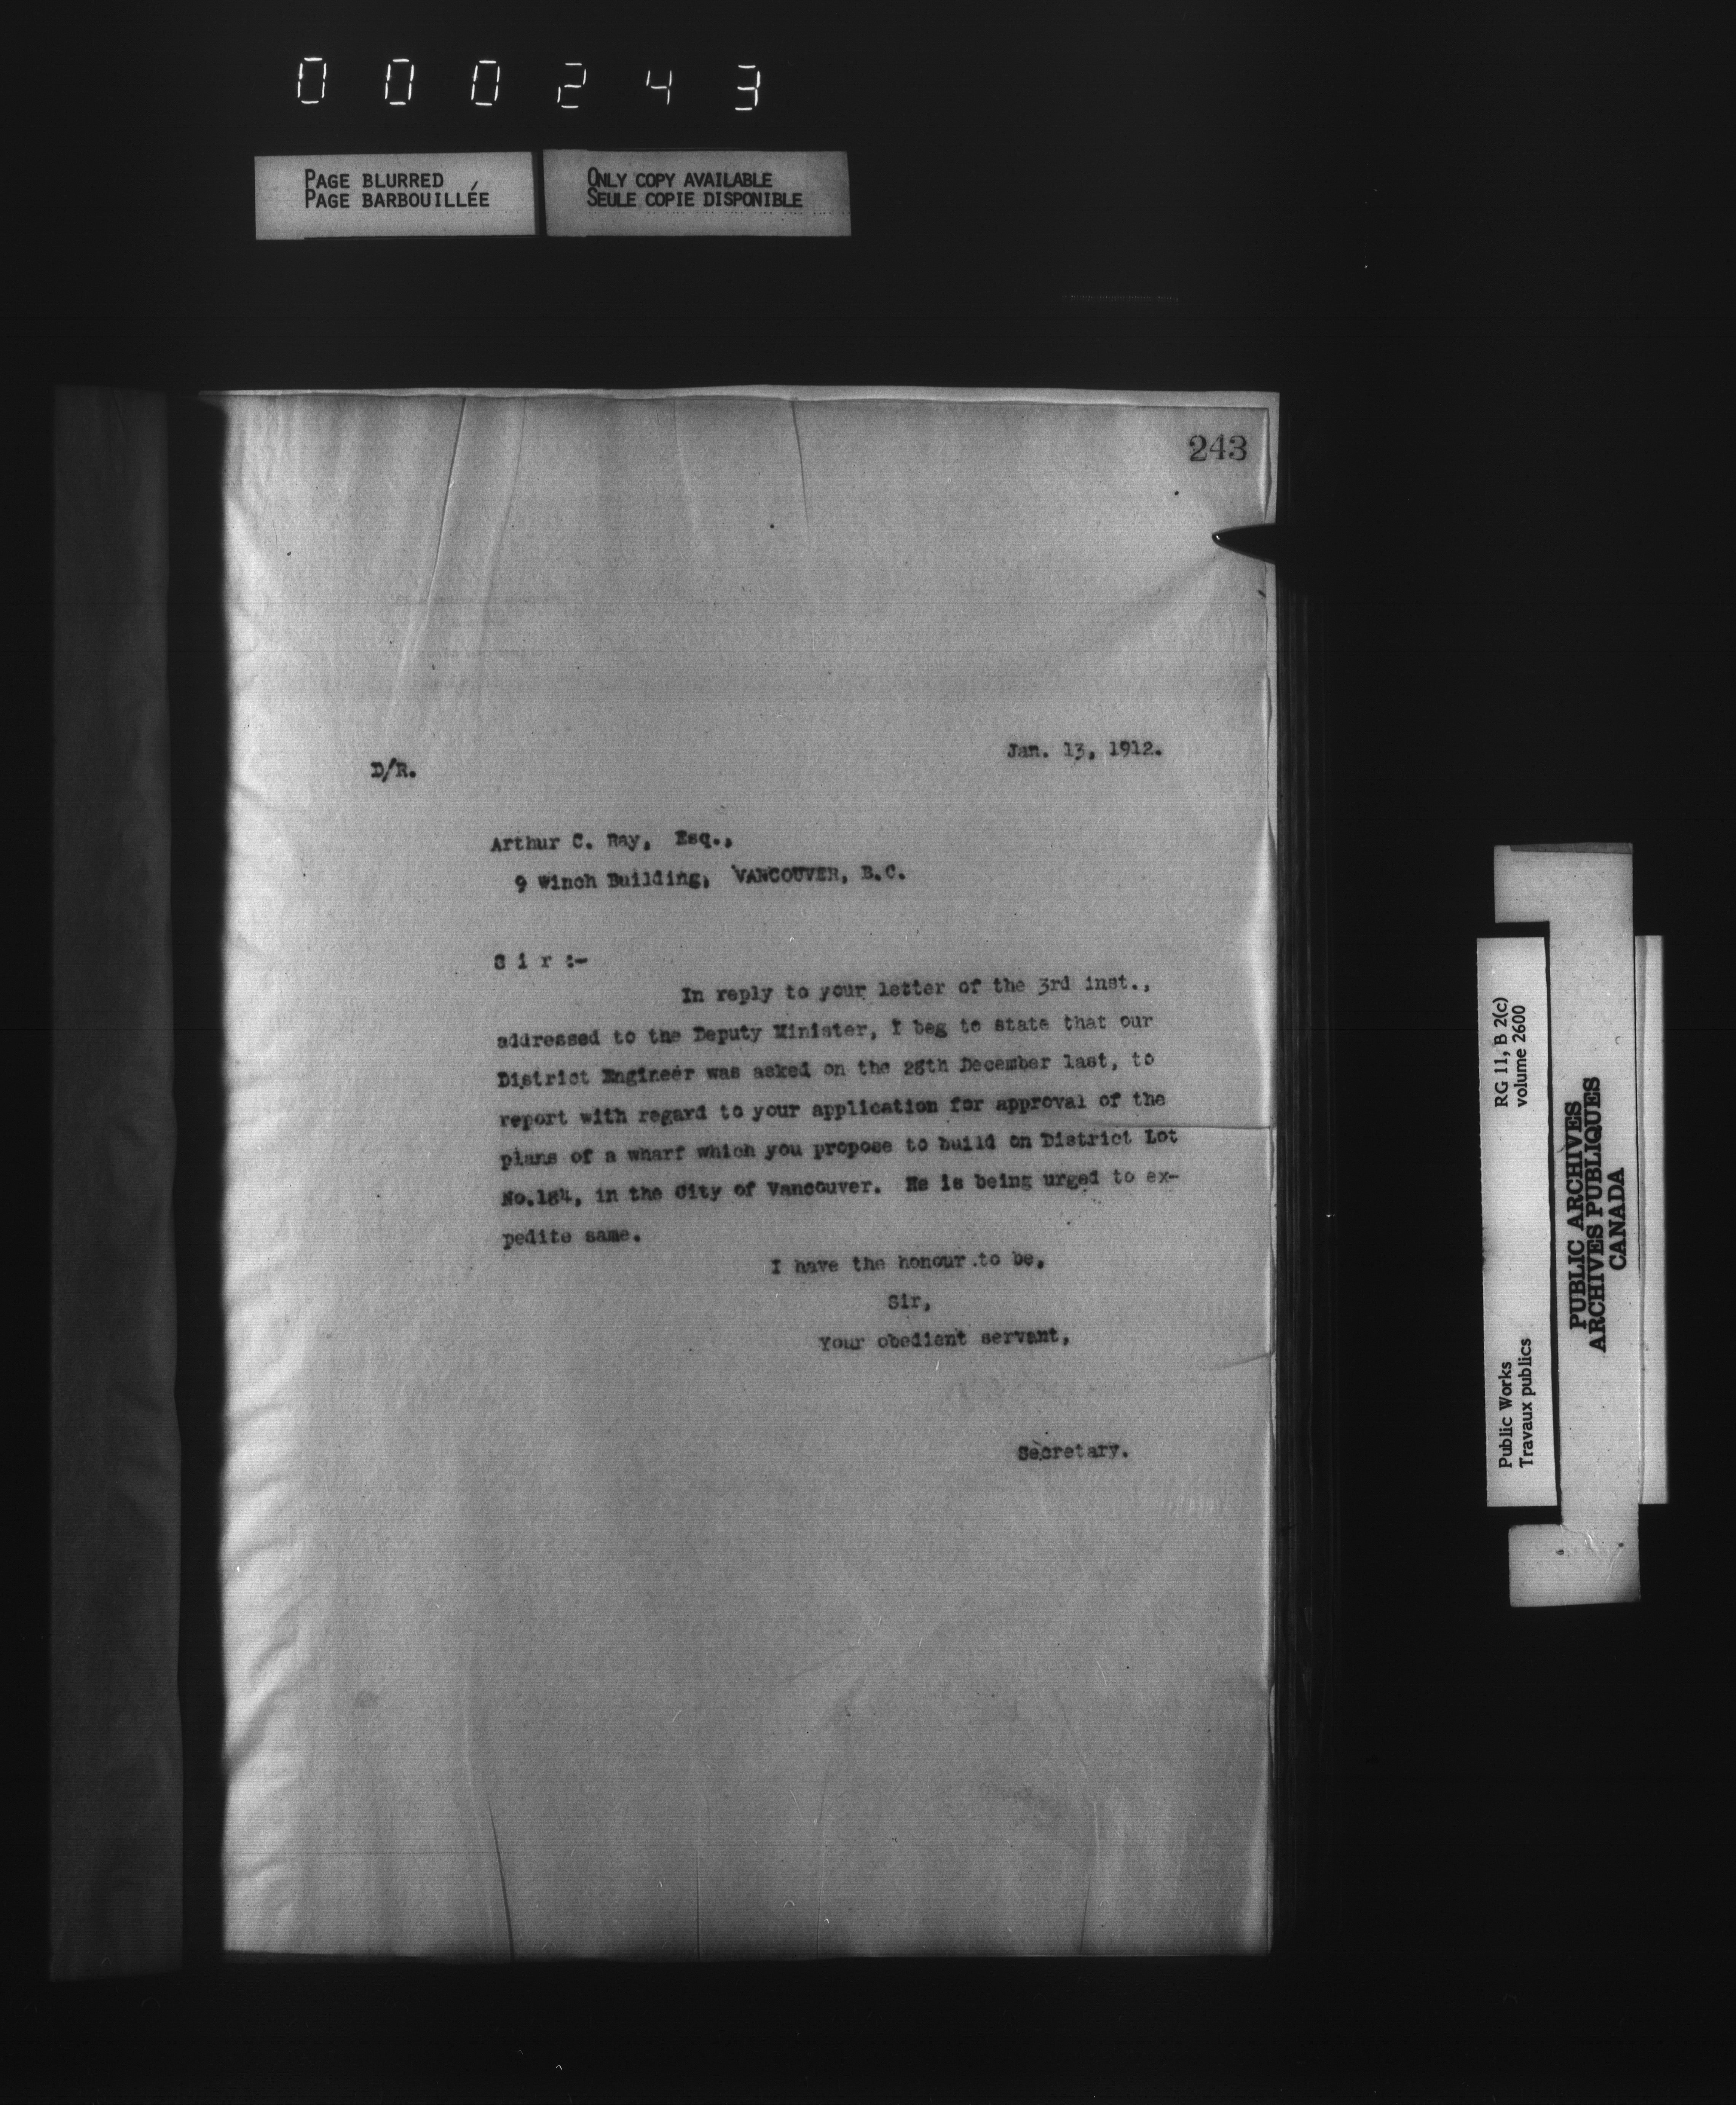 000243
PAGE BLURRED
PAGE BARBOUILLÉE
ONLY COPY AVAILABLE
SEULE COPIE DISPONIBLE
243
Jan. 13, 1912.
D/R.
Arthur C. Ray, Esq.,
9 Winch Building, VANCOUVER, B.C.
S i r :-
In reply to your letter of the 3rd inst.,
addressed to the Deputy Minister, I beg to state that our
District Engineer was asked on the 28th December last, to
report with regard to your application for approval of the
plans of a wharf which you propose to build on District Lot
No.184, in the City of Vancouver. He is being urged to ex-
pedite same.
I have the honour to be,
Sir,
Your obedient servant,
Secretary.
RG 11, B 2(c)
volume 2600
Public Works
Travaux publics
PUBLIC ARCHIVES
ARCHIVES PUBLIQUES
CANADA